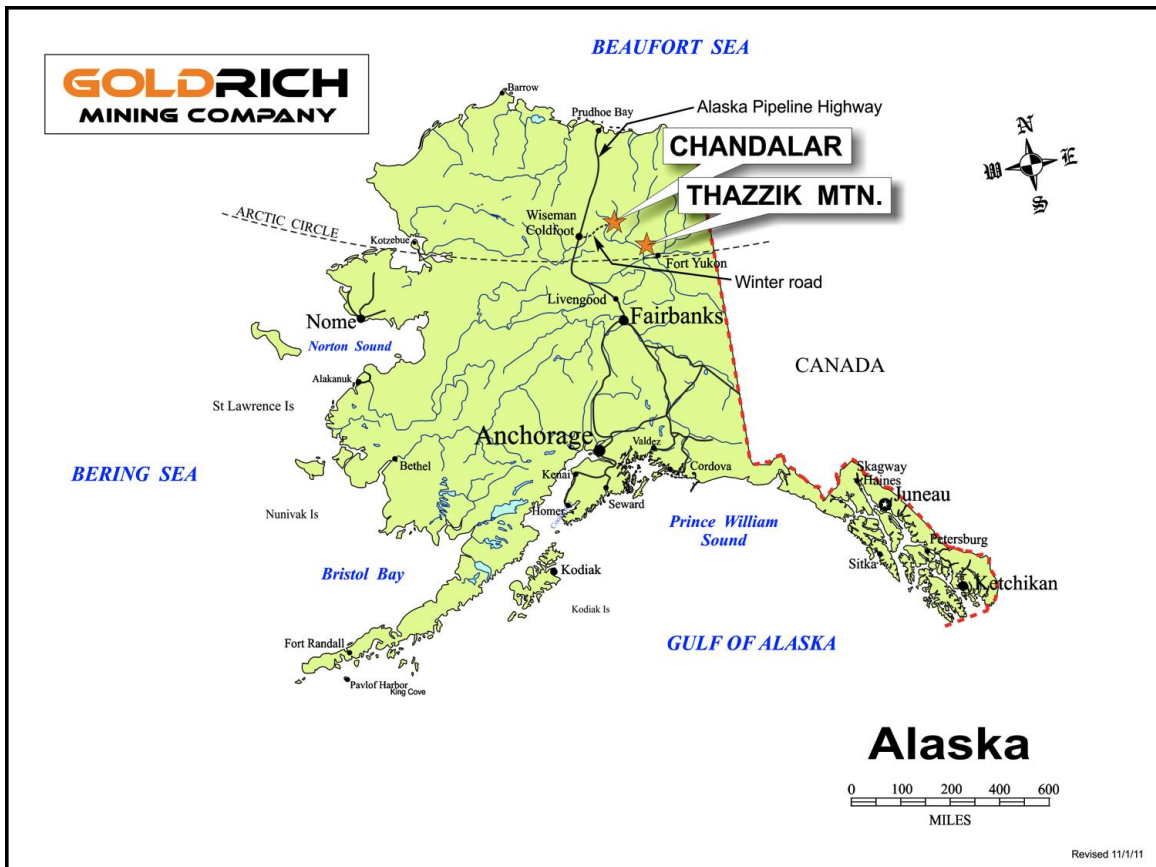 BEAUFORT SEA
GOLDRICH
MINING COMPANY
Barrow
Prudhoe Bay
Alaska Pipeline Highway
CHANDALAR
THAZZIK MTN.
N
W
E
S
ARCTIC CIRCLE
Wiseman
Coldfoot
Kotzebue
Fort Yukon
Winter road
Livengood
Fairbanks
Nome
Norton Sound
CANADA
Alakanuk
St Lawrence Is
Anchorage
Valdez
BERING SEA
Bethel
Kenai
Cordova
Skagway
Haines
Juneau
Seward
Homer
Nunivak Is
Prince William
Sound
Petersburg
Sitka
Bristol Bay
Kodiak
Ketchikan
Kodiak Is
Fort Randall
GULF OF ALASKA
Pavlof Harbor
King Cove
Alaska
0 100 200 300 400 600
MILES
Revised 11/1/11